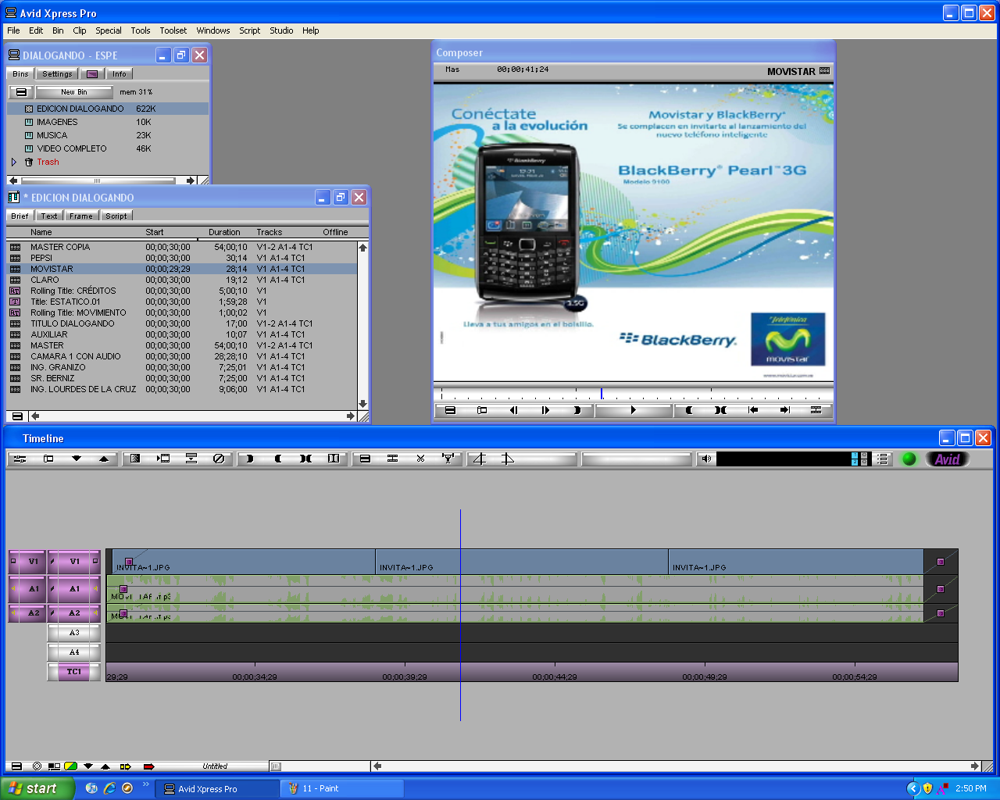 Avid Xpress Pro
File Edit Bin Clip Special Tools Toolset Windows Script Studio Help
DIALOGANDO - ESPE
Bins Settings Info
New Bin mem 31%
EDICION DIALOGANDO 622K
IMAGENES 10K
MUSICA 23K
VIDEO COMPLETO 46K
Trash
* EDICION DIALOGANDO
Brief Text Frame Script
Name Start Duration Tracks Offline
MASTER COPIA 00;00;30;00 54;00;10 V1-2 A1-4 TC1
PEPSI 00;00;30;00 30;14 V1 A1-4 TC1
MOVISTAR 00;00;29;29 28;14 V1 A1-4 TC1
CLARO 00;00;30;00 19;12 V1 A1-4 TC1
Rolling Title: CRÉDITOS 00;00;30;00 5;00;10 V1
Title: ESTATICO.01 00;00;30;00 1;59;28 V1
Rolling Title: MOVIMIENTO 00;00;30;00 1;00;02 V1
TITULO DIALOGANDO 00;00;30;00 17;00 V1-2 A1-4 TC1
AUXILIAR 00;00;30;00 10;07 V1 A1-4 TC1
MASTER 00;00;30;00 54;00;10 V1-2 A1-4 TC1
CAMARA 1 CON AUDIO 00;00;30;00 28;28;10 V1 A1-4 TC1
ING. GRANIZO 00;00;30;00 7;25;01 V1 A1-4 TC1
SR. BERNIZ 00;00;30;00 7;25;00 V1 A1-4 TC1
ING. LOURDES DE LA CRUZ 00;00;30;00 9;06;00 V1 A1-4 TC1
Composer
Mas 00;00;41;24 MOVISTAR
Conéctate
a la evolución
Movistar y BlackBerry®
Se complacen en invitarte al lanzamiento del
nuevo teléfono inteligente
BlackBerry® Pearl™ 3G
Modelo 9100
BlackBerry
12:21
3.5G
Lleva a tus amigos en el bolsillo.
BlackBerry.
Telefónica
movistar
Timeline
Avid
V1 V1 INVITA~1.JPG INVITA~1.JPG INVITA~1.JPG
A1 A1
A2 A2
A3
A4
TC1 29;29 00;00;34;29 00;00;39;29 00;00;44;29 00;00;49;29 00;00;54;29
Untitled
start Avid Xpress Pro 11 - Paint 2:50 PM